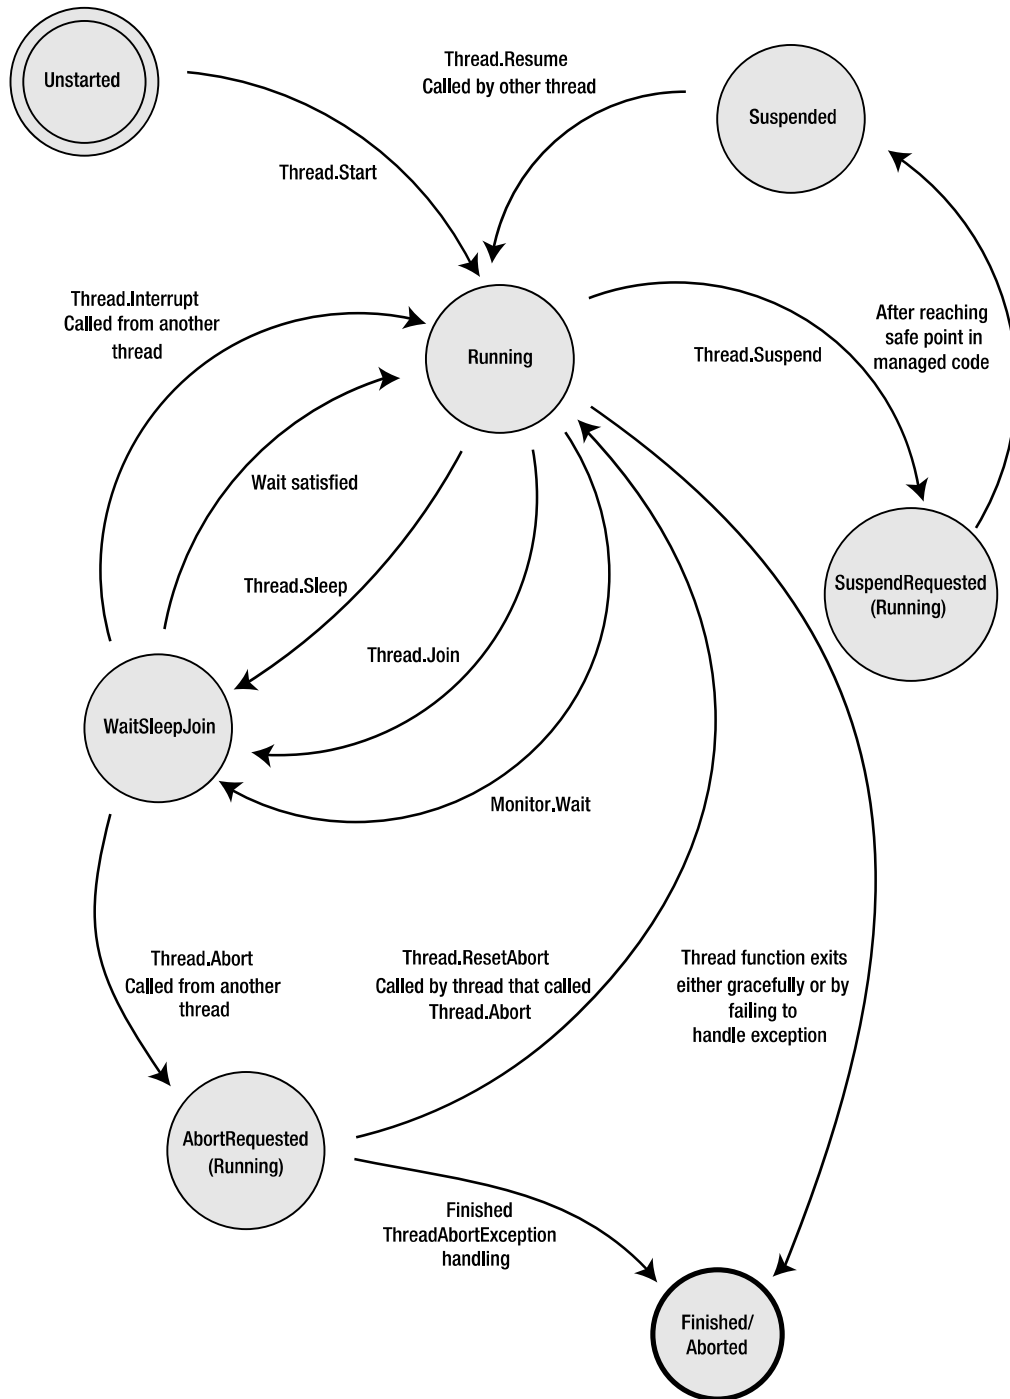 Unstarted
Thread.Resume
Called by other thread
Suspended
Thread.Start
Thread.Interrupt
Called from another
thread
Running
Thread.Suspend
After reaching
safe point in
managed code
Wait satisfied
Thread.Sleep
SuspendRequested
(Running)
Thread.Join
WaitSleepJoin
Monitor.Wait
Thread.Abort
Called from another
thread
Thread.ResetAbort
Called by thread that called
Thread.Abort
Thread function exits
either gracefully or by
failing to
handle exception
AbortRequested
(Running)
Finished
ThreadAbortException
handling
Finished/
Aborted